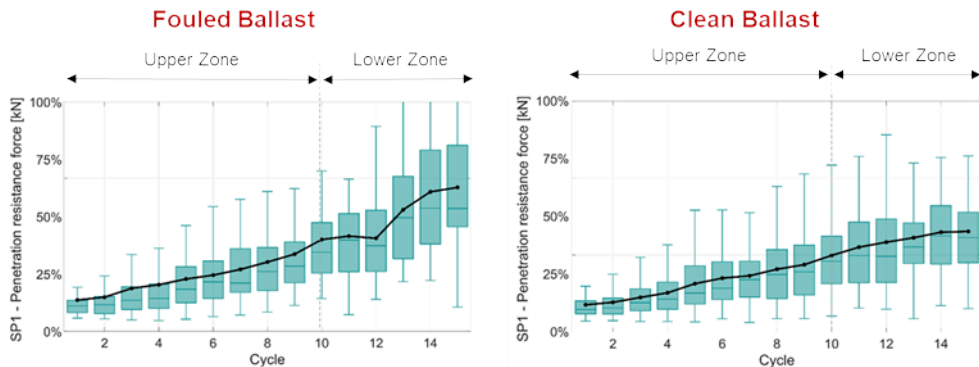 Fouled Ballast
Upper Zone
Lower Zone
100%
75%
50%
25%
0%
SP1 - Penetration resistance force [kN]
2
4
6
8
10
12
14
Cycle
Clean Ballast
Upper Zone
Lower Zone
100%
75%
50%
25%
0%
SP1 - Penetration resistance force [kN]
2
4
6
8
10
12
14
Cycle